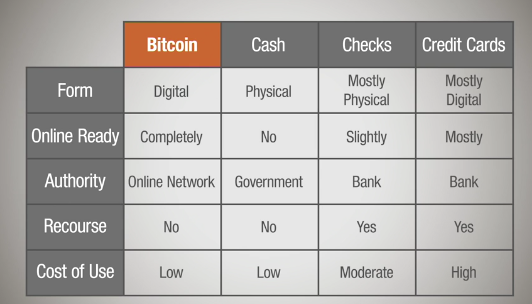 Bitcoin Cash Checks Credit Cards
Form Digital Physical Mostly Physical Mostly Digital
Online Ready Completely No Slightly Mostly
Authority Online Network Government Bank Bank
Recourse No No Yes Yes
Cost of Use Low Low Moderate High